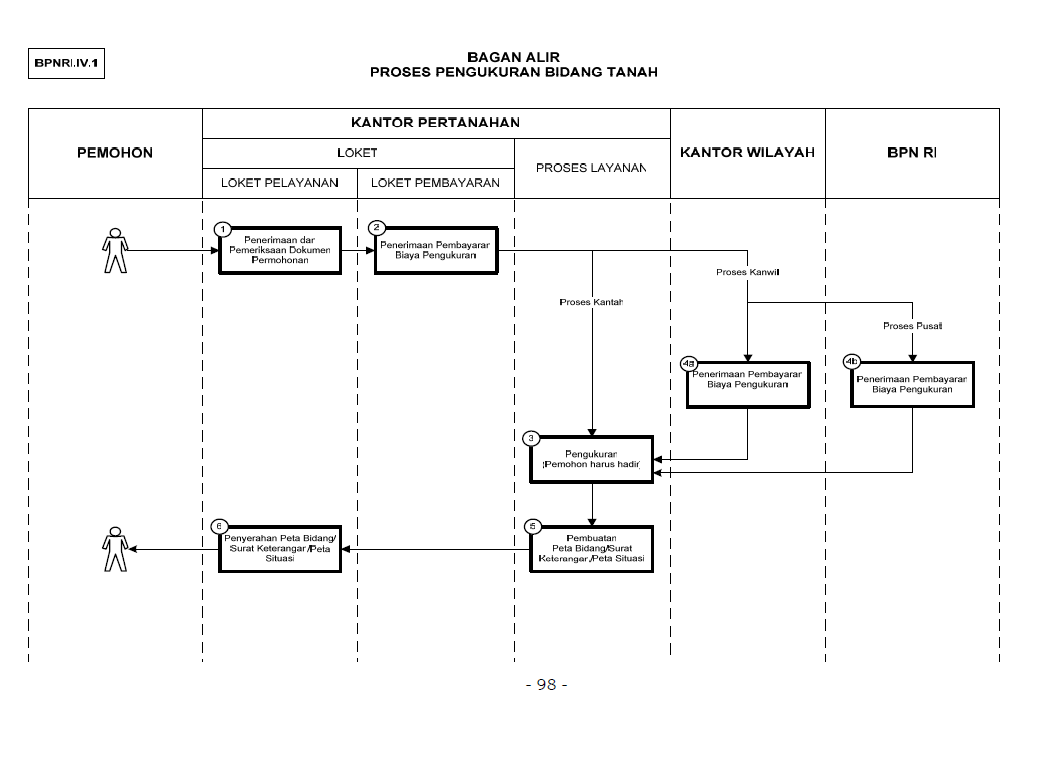 BPNRI.IV.1
BAGAN ALIR
PROSES PENGUKURAN BIDANG TANAH
PEMOHON
KANTOR PERTANAHAN
LOKET
LOKET PELAYANAN
LOKET PEMBAYARAN
PROSES LAYANAN
KANTOR WILAYAH
BPN RI
1
Penerimaan dar
Pemeriksaan Dokumen
Permohonan
2
Penerimaan Pembayaran
Biaya Pengukuran
Proses Kantah
Proses Kanwil
Proses Pusat
4a
Penerimaan Pembayaran
Biaya Pengukuran
4b
Penerimaan Pembayaran
Biaya Pengukuran
3
Pengukuran
(Pemohon harus hadir)
6
Penyerahan Peta Bidang/
Surat Keterangar/Peta
Situasi
5
Pembuatan
Peta Bidang/Surat
Keterangar/Peta Situasi
- 98 -